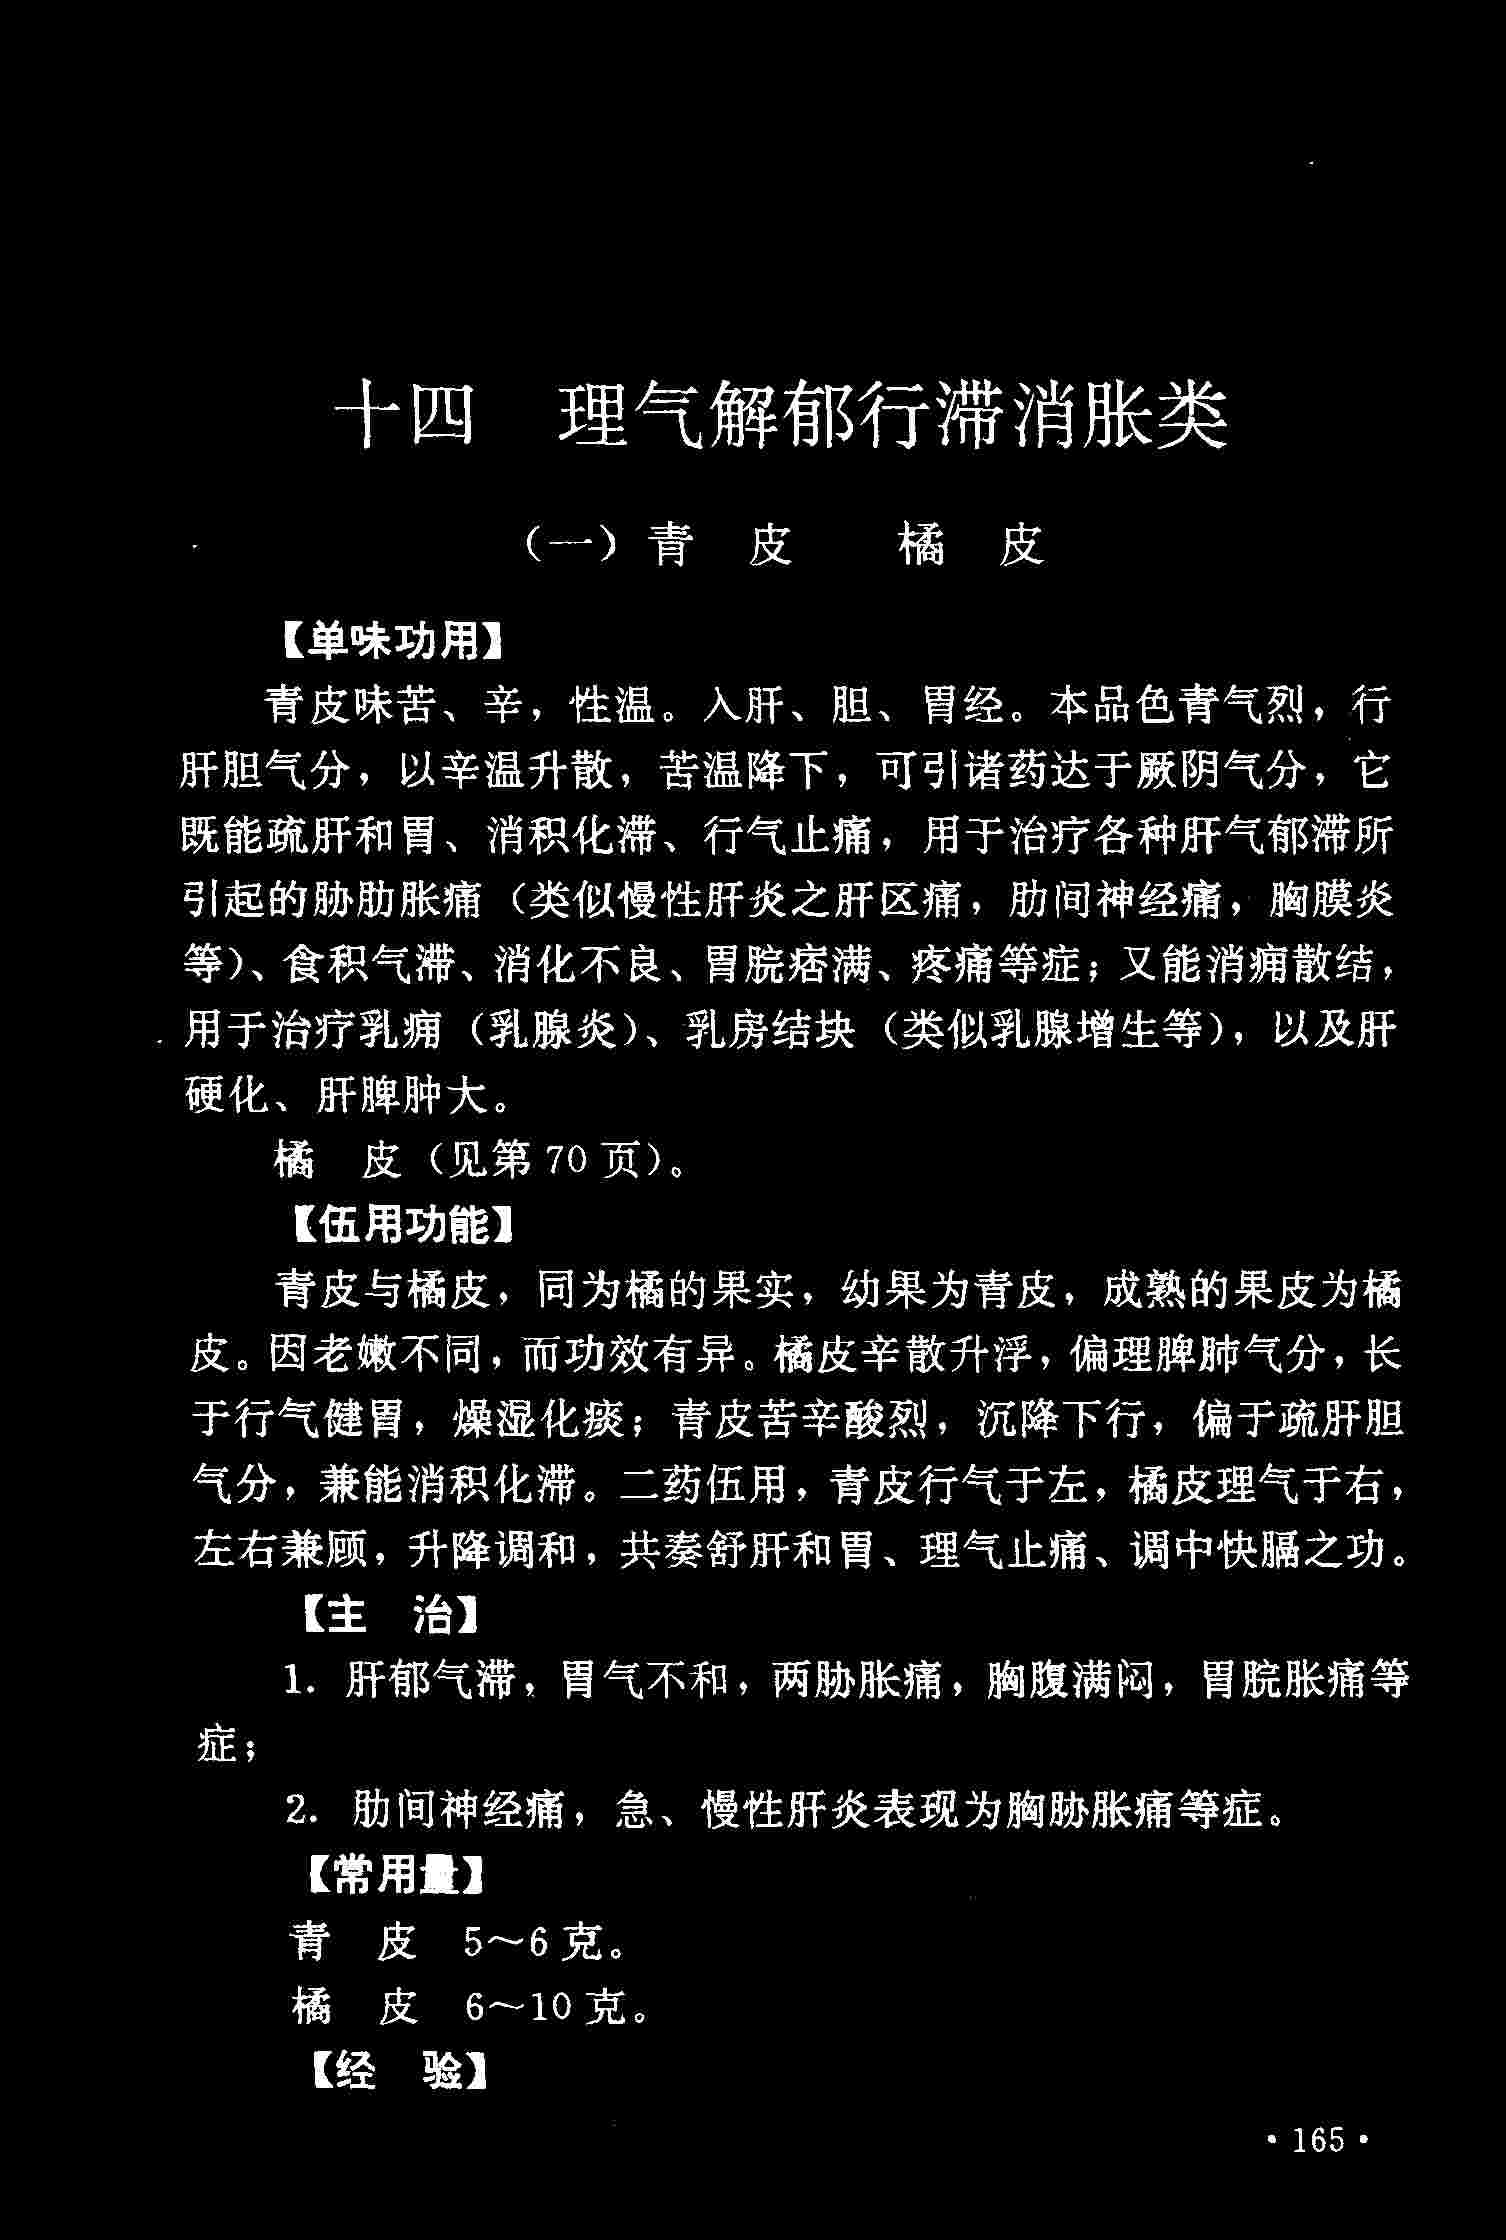 十四　理气解郁行滞消胀类
（一）青　皮　　橘　皮
【单味功用】
青皮味苦、辛，性温。入肝、胆、胃经。本品色青气烈，行
肝胆气分，以辛温升散，苦温降下，可引诸药达于厥阴气分，它
既能疏肝和胃、消积化滞、行气止痛，用于治疗各种肝气郁滞所
引起的胁肋胀痛（类似慢性肝炎之肝区痛，肋间神经痛，胸膜炎
等）、食积气滞、消化不良、胃脘痞满、疼痛等症；又能消痈散结，
用于治疗乳痈（乳腺炎）、乳房结块（类似乳腺增生等），以及肝
硬化、肝脾肿大。
橘　皮（见第 70 页）。
【伍用功能】
青皮与橘皮，同为橘的果实，幼果为青皮，成熟的果皮为橘
皮。因老嫩不同，而功效有异。橘皮辛散升浮，偏理脾肺气分，长
于行气健胃，燥湿化痰；青皮苦辛酸烈，沉降下行，偏于疏肝胆
气分，兼能消积化滞。二药伍用，青皮行气于左，橘皮理气于右，
左右兼顾，升降调和，共奏舒肝和胃、理气止痛、调中快膈之功。
【主　治】
1. 肝郁气滞，胃气不和，两胁胀痛，胸腹满闷，胃脘胀痛等
症；
2. 肋间神经痛，急、慢性肝炎表现为胸胁胀痛等症。
【常用量】
青　皮　5～6 克。
橘　皮　6～10 克。
【经　验】
· 165 ·